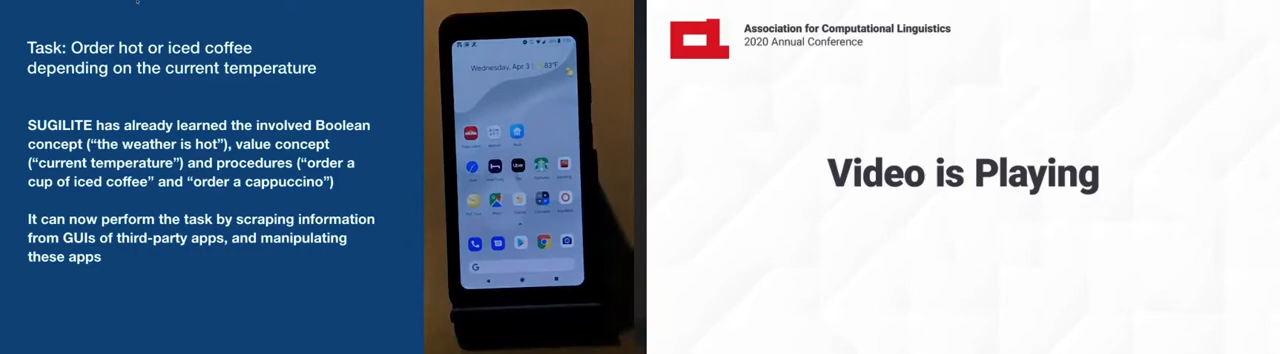 Task: Order hot or iced coffee
depending on the current temperature
SUGILITE has already learned the involved Boolean
concept (“the weather is hot”), value concept
(“current temperature”) and procedures (“order a
cup of iced coffee” and “order a cappuccino”)
It can now perform the task by scraping information
from GUIs of third-party apps, and manipulating
these apps
Wednesday, Apr 3
83°F
Association for Computational Linguistics
2020 Annual Conference
Video is Playing